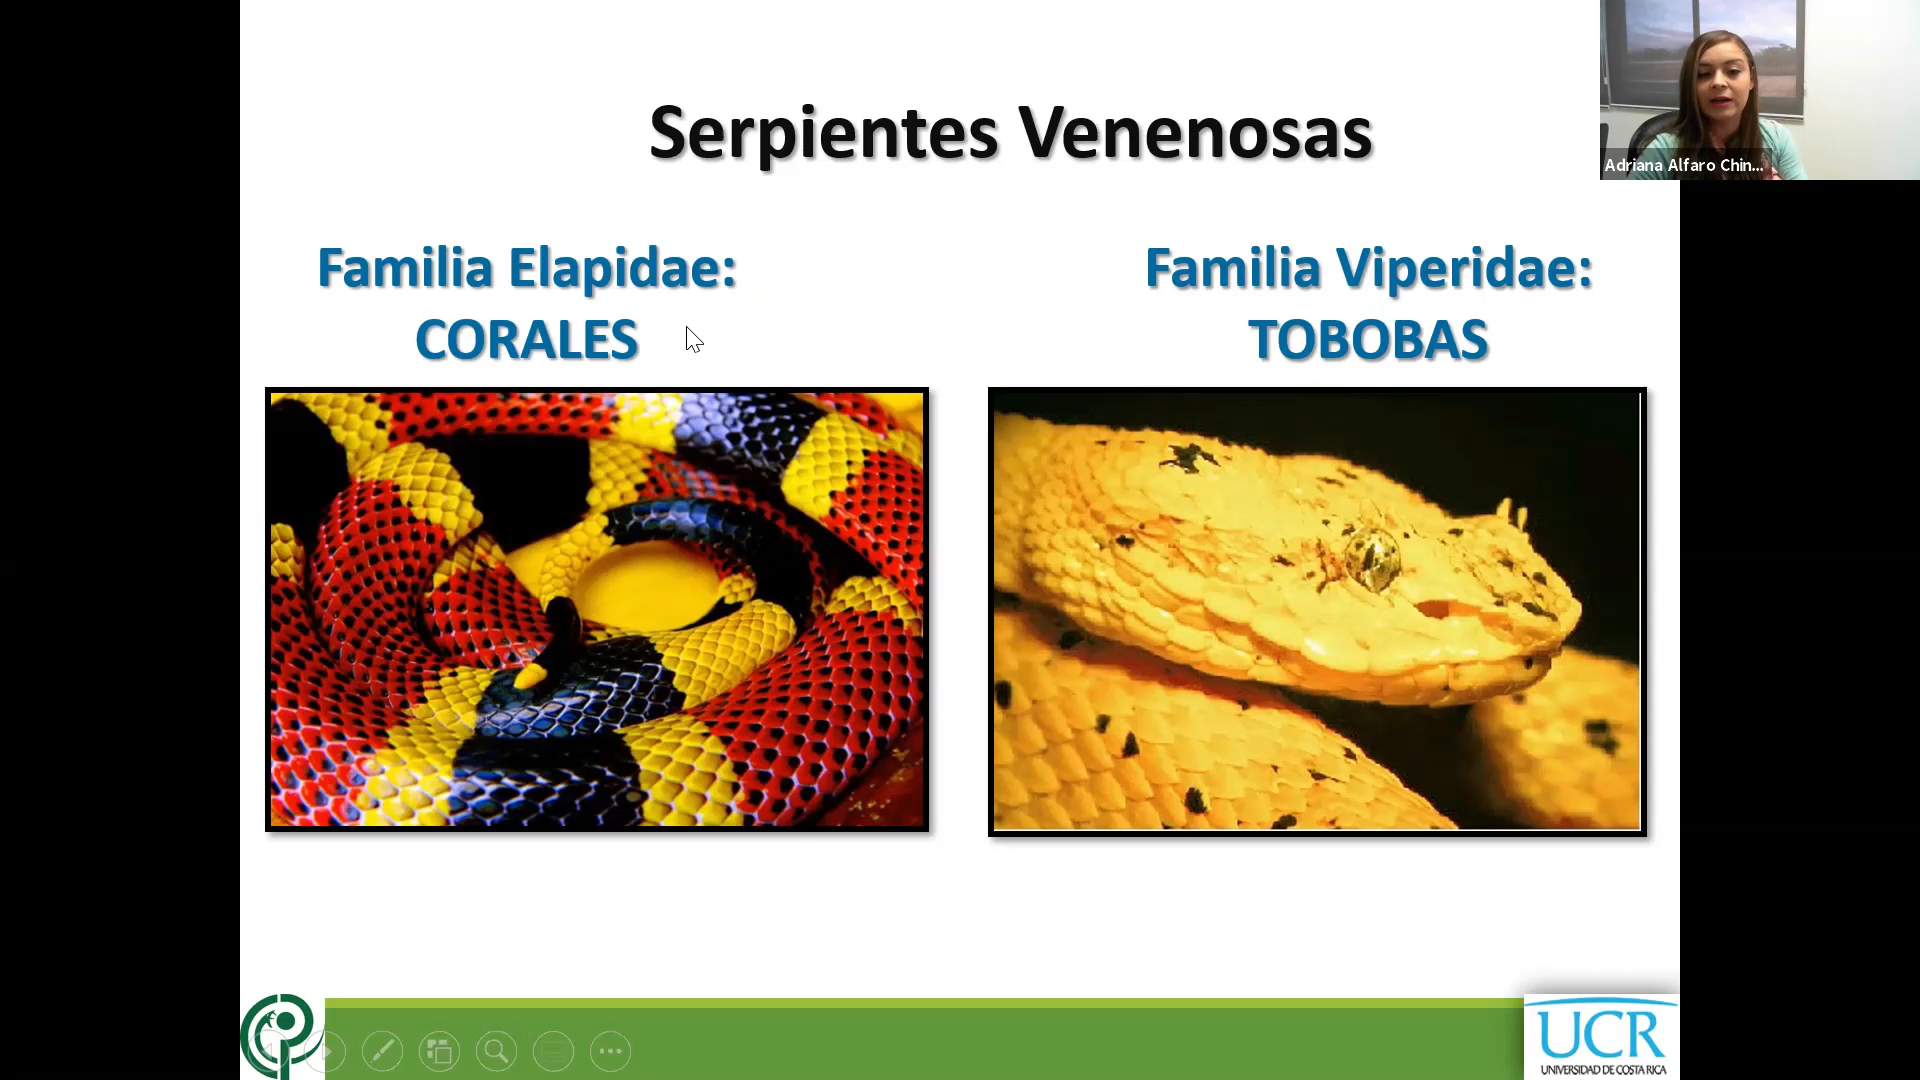 Serpientes Venenosas
Adriana Alfaro Chin...
Familia Elapidae:
CORALES
Familia Viperidae:
TOBOBAS
UCR
UNIVERSIDAD DE COSTA RICA